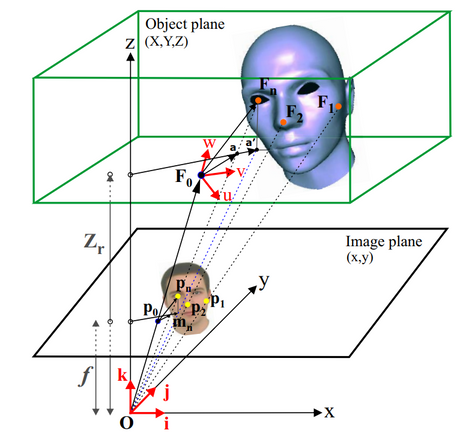 Object plane
(X,Y,Z)
z
Fn
F2
F1
w
a
a'
F0
v
u
Zr
Image plane
(x,y)
y
pn
p0
p1
p2
mn
f
k
j
O
i
x